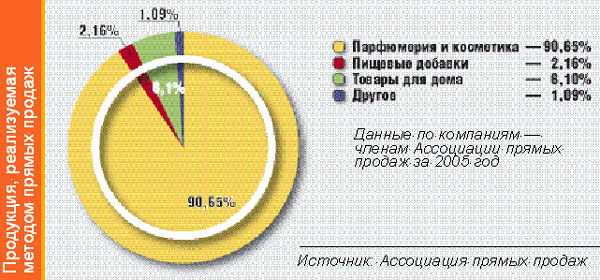 Продукция, реализуемая
методом прямых продаж
1.09%
2,16%
6,1%
90,65%
Парфюмерия и косметика — 90,65%
Пищевые добавки — 2,16%
Товары для дома — 6,10%
Другое — 1,09%
Данные по компаниям —
членам Ассоциации прямых
продаж за 2005 год
Источник: Ассоциация прямых продаж